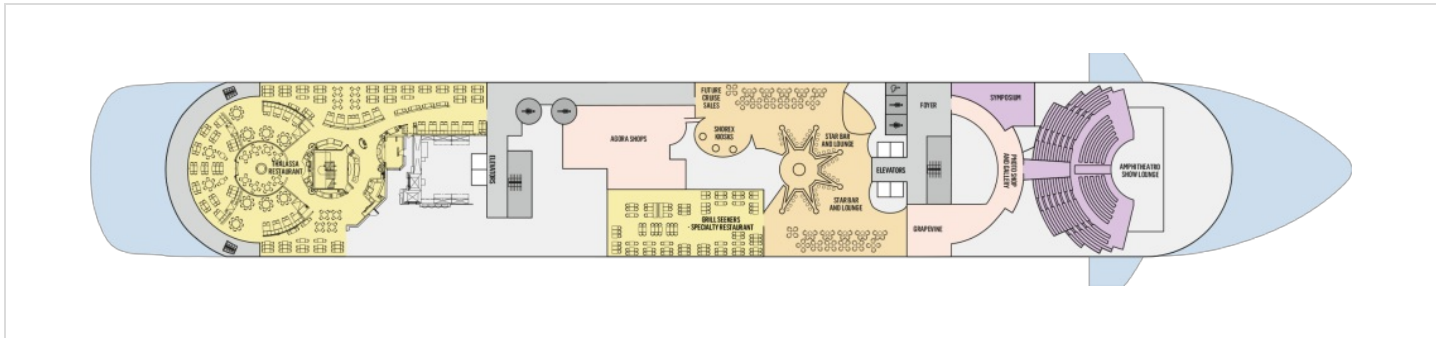 THALASSA
RESTAURANT
ELEVATORS
AGORA SHOPS
FUTURE
CRUISE
SALES
SHOREX
KIOSKS
GRILL SEEKERS
- SPECIALTY RESTAURANT
STAR BAR
AND LOUNGE
STAR BAR
AND LOUNGE
ELEVATORS
FOYER
GRAPEVINE
SYMPOSIUM
PHOTO SHOP
AND GALLERY
AMPHITHEATRO
SHOW LOUNGE